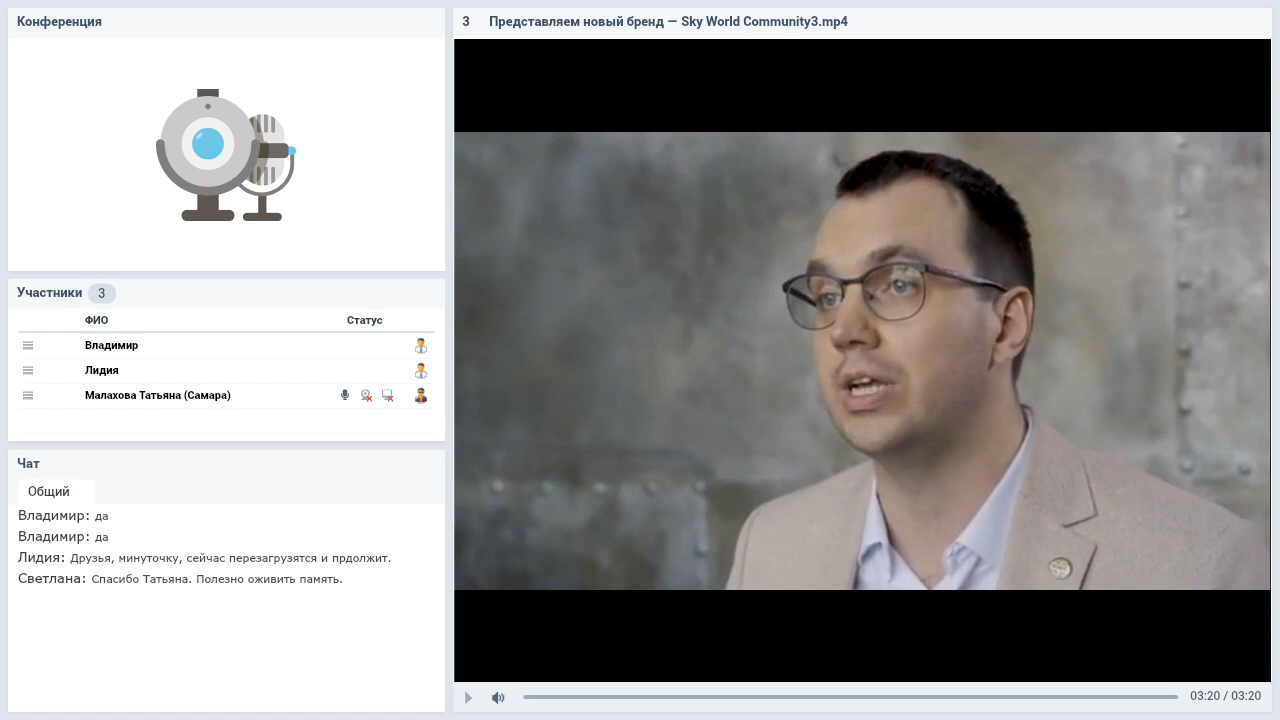 Конференция
3 Представляем новый бренд — Sky World Community3.mp4
Участники 3
ФИО Статус
Владимир
Лидия
Малахова Татьяна (Самара)
Чат
Общий
Владимир: да
Владимир: да
Лидия: Друзья, минуточку, сейчас перезагрузятся и прдолжит.
Светлана: Спасибо Татьяна. Полезно оживить память.
03:20 / 03:20